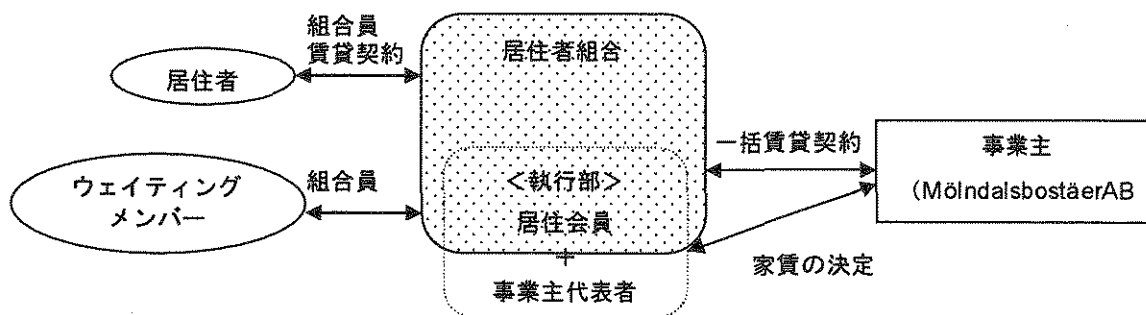 組合員
賃貸契約
居住者
居住者組合
ウェイティング
メンバー
組合員
＜執行部＞
居住会員
＋
事業主代表者
一括賃貸契約
家賃の決定
事業主
（MölndalsbostäerAB